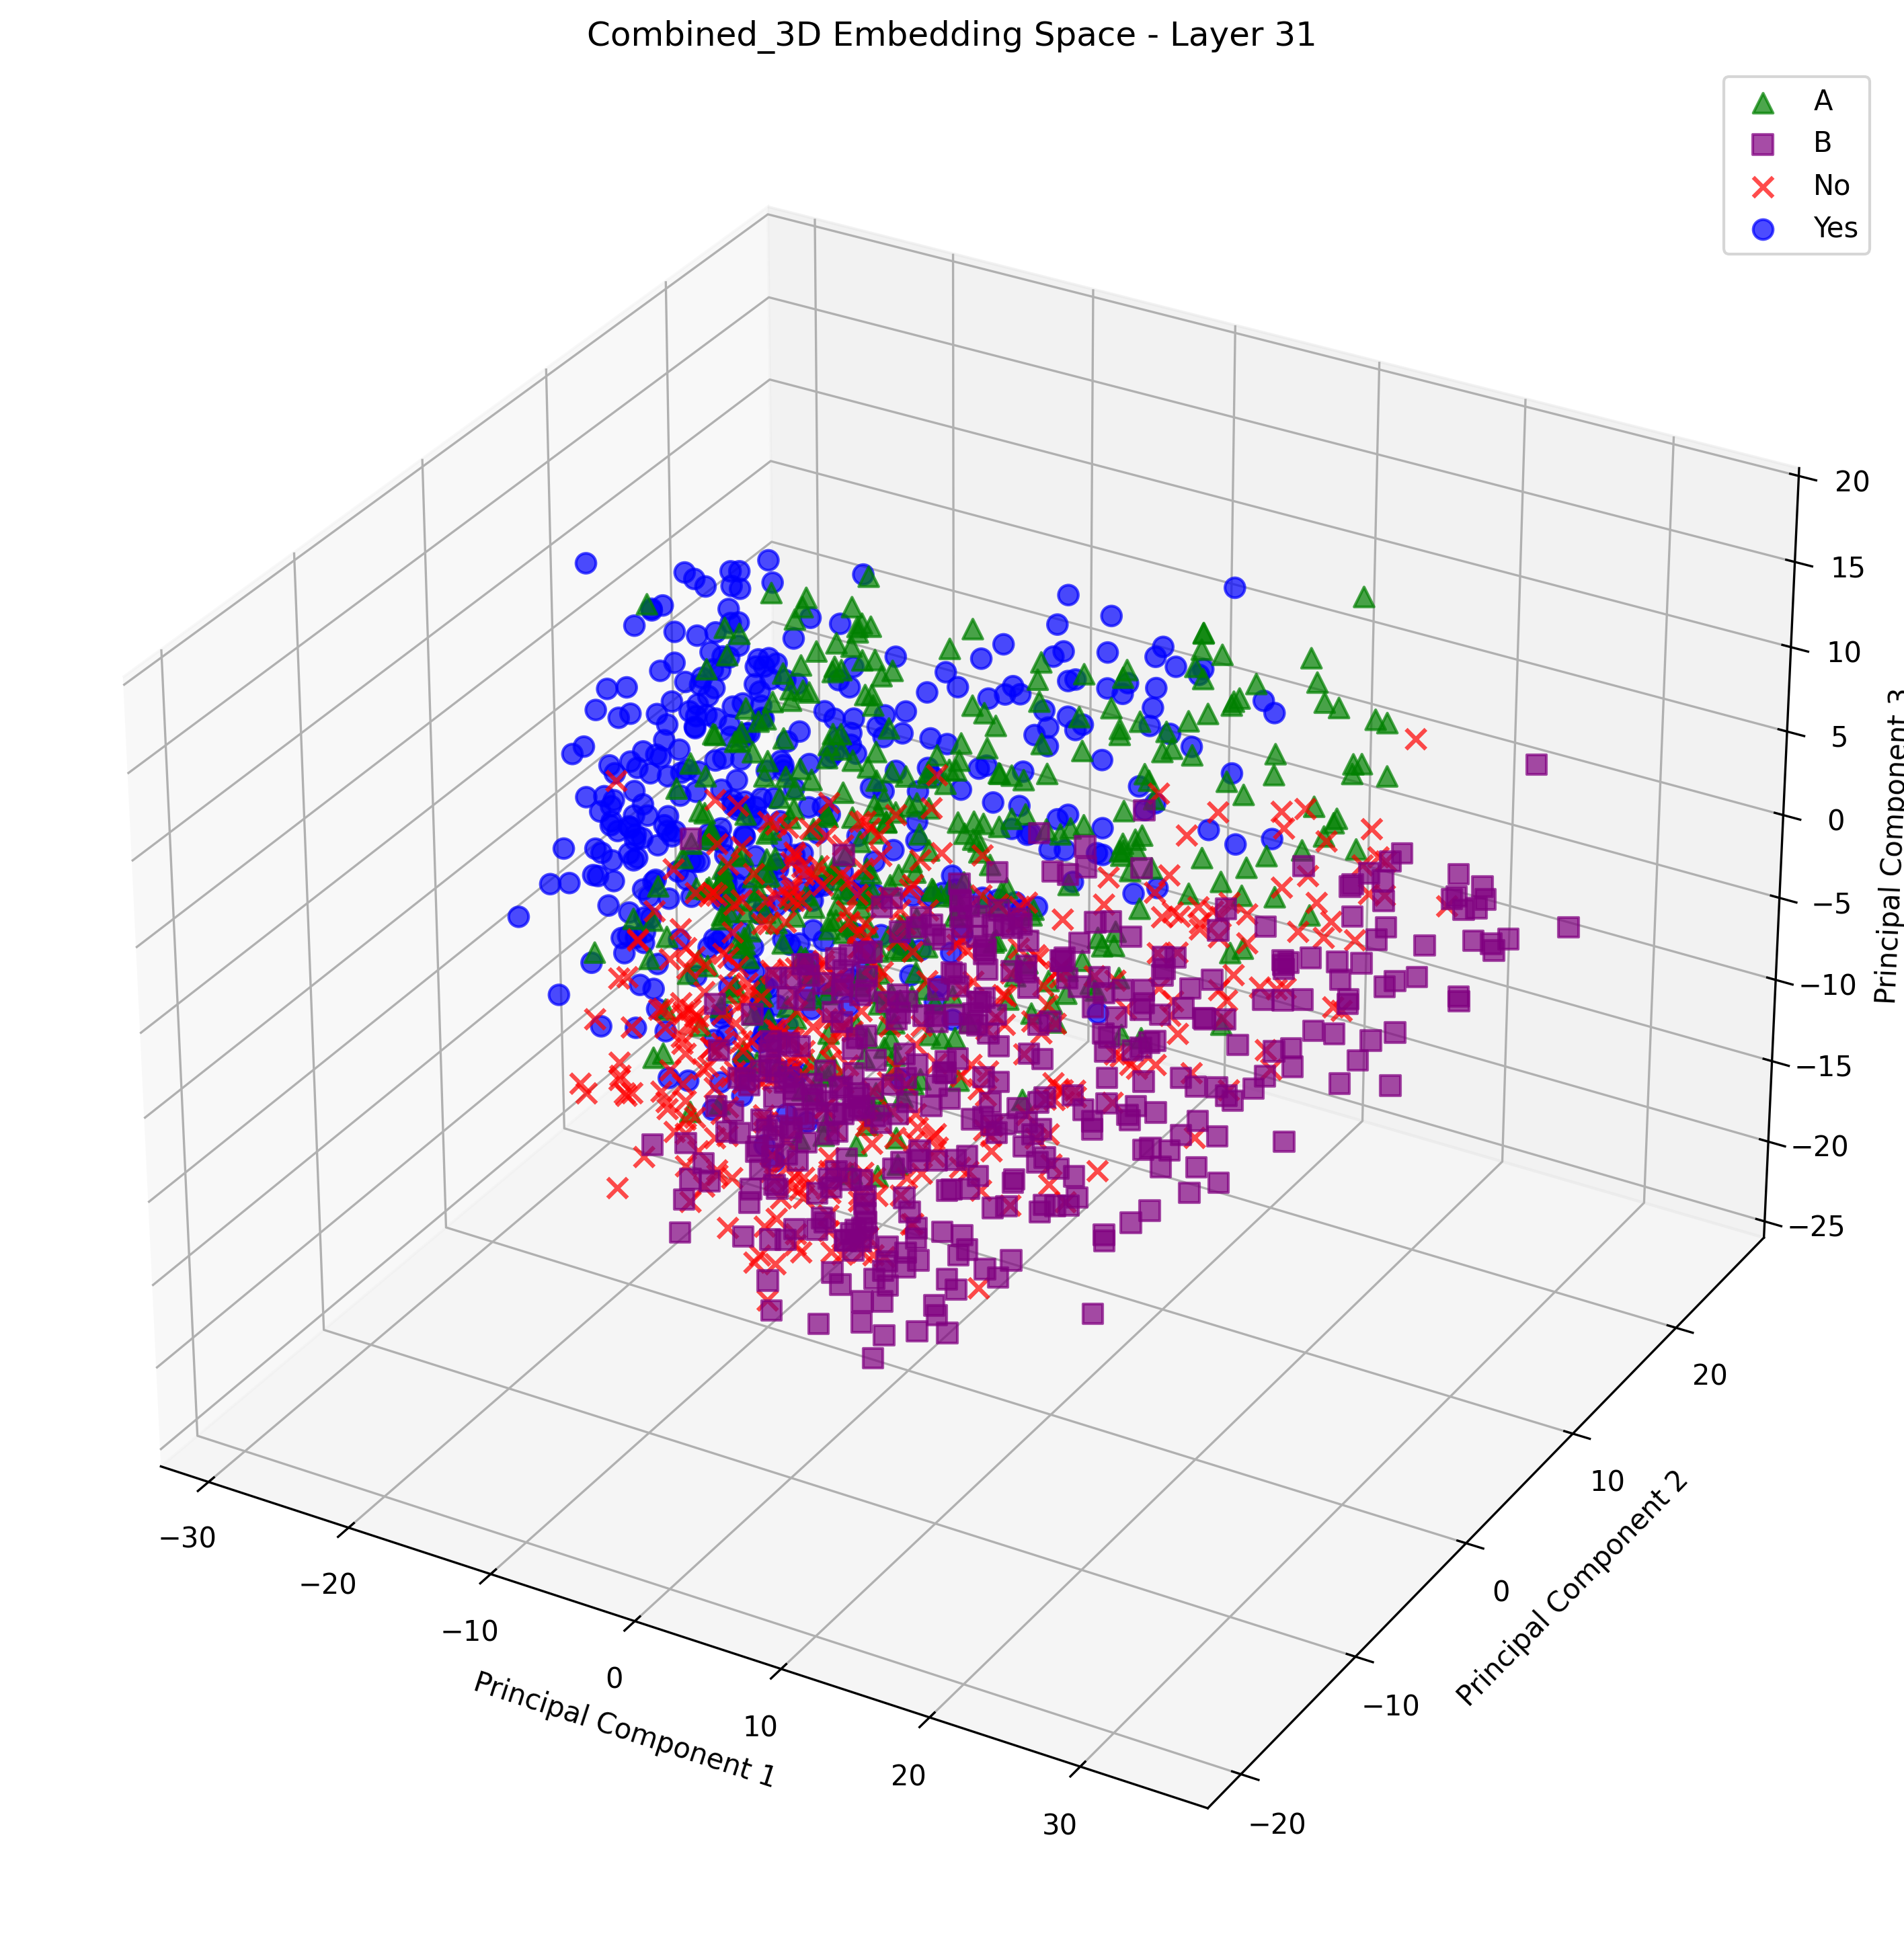 Combined_3D Embedding Space - Layer 31
A
B
No
Yes
20
15
10
5
0
−5
−10
−15
−20
−25
Principal Component 3
20
10
0
−10
−20
Principal Component 2
−30
−20
−10
0
10
20
30
Principal Component 1